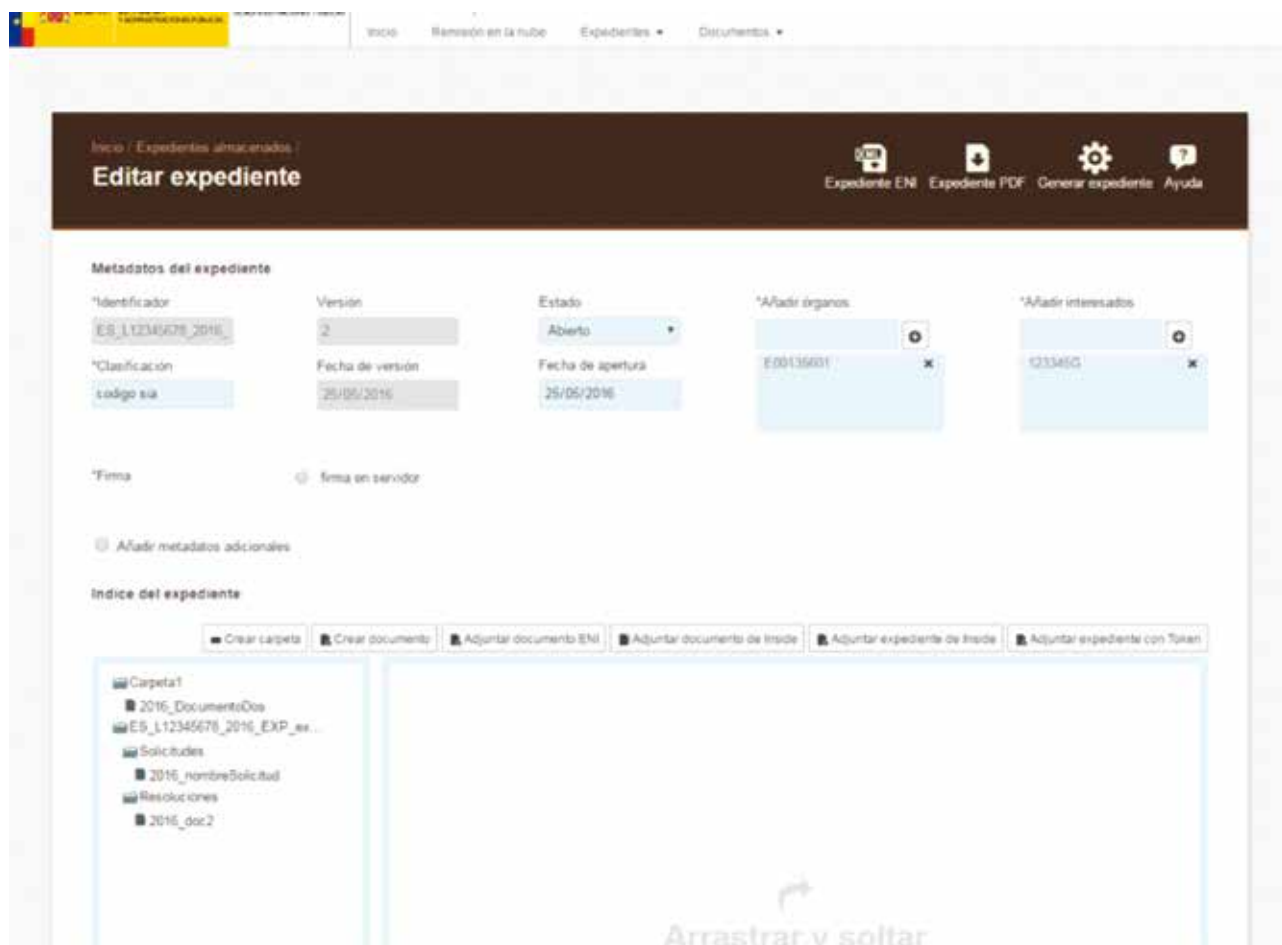 Y ADMINISTRACIONES PÚBLICAS
Inicio Remisión en la nube Expedientes Documentos
Inicio / Expedientes almacenados /
Editar expediente
Expediente ENI Expediente PDF Generar expediente Ayuda
Metadatos del expediente
*Identificador Versión Estado *Añadir órganos *Añadir interesados
ES_L12345678_2016_ 2 Abierto
*Clasificación Fecha de versión Fecha de apertura E00135601 123345G
codigo sia 25/05/2016 25/05/2016
*Firma firma en servidor
Añadir metadatos adicionales
Indice del expediente
Crear carpeta Crear documento Adjuntar documento ENI Adjuntar documento de Inside Adjuntar expediente de Inside Adjuntar expediente con Token
Carpeta1
2016_DocumentoDos
ES_L12345678_2016_EXP_ex...
Solicitudes
2016_nombreSolicitud
Resoluciones
2016_doc2
Arrastrar y soltar